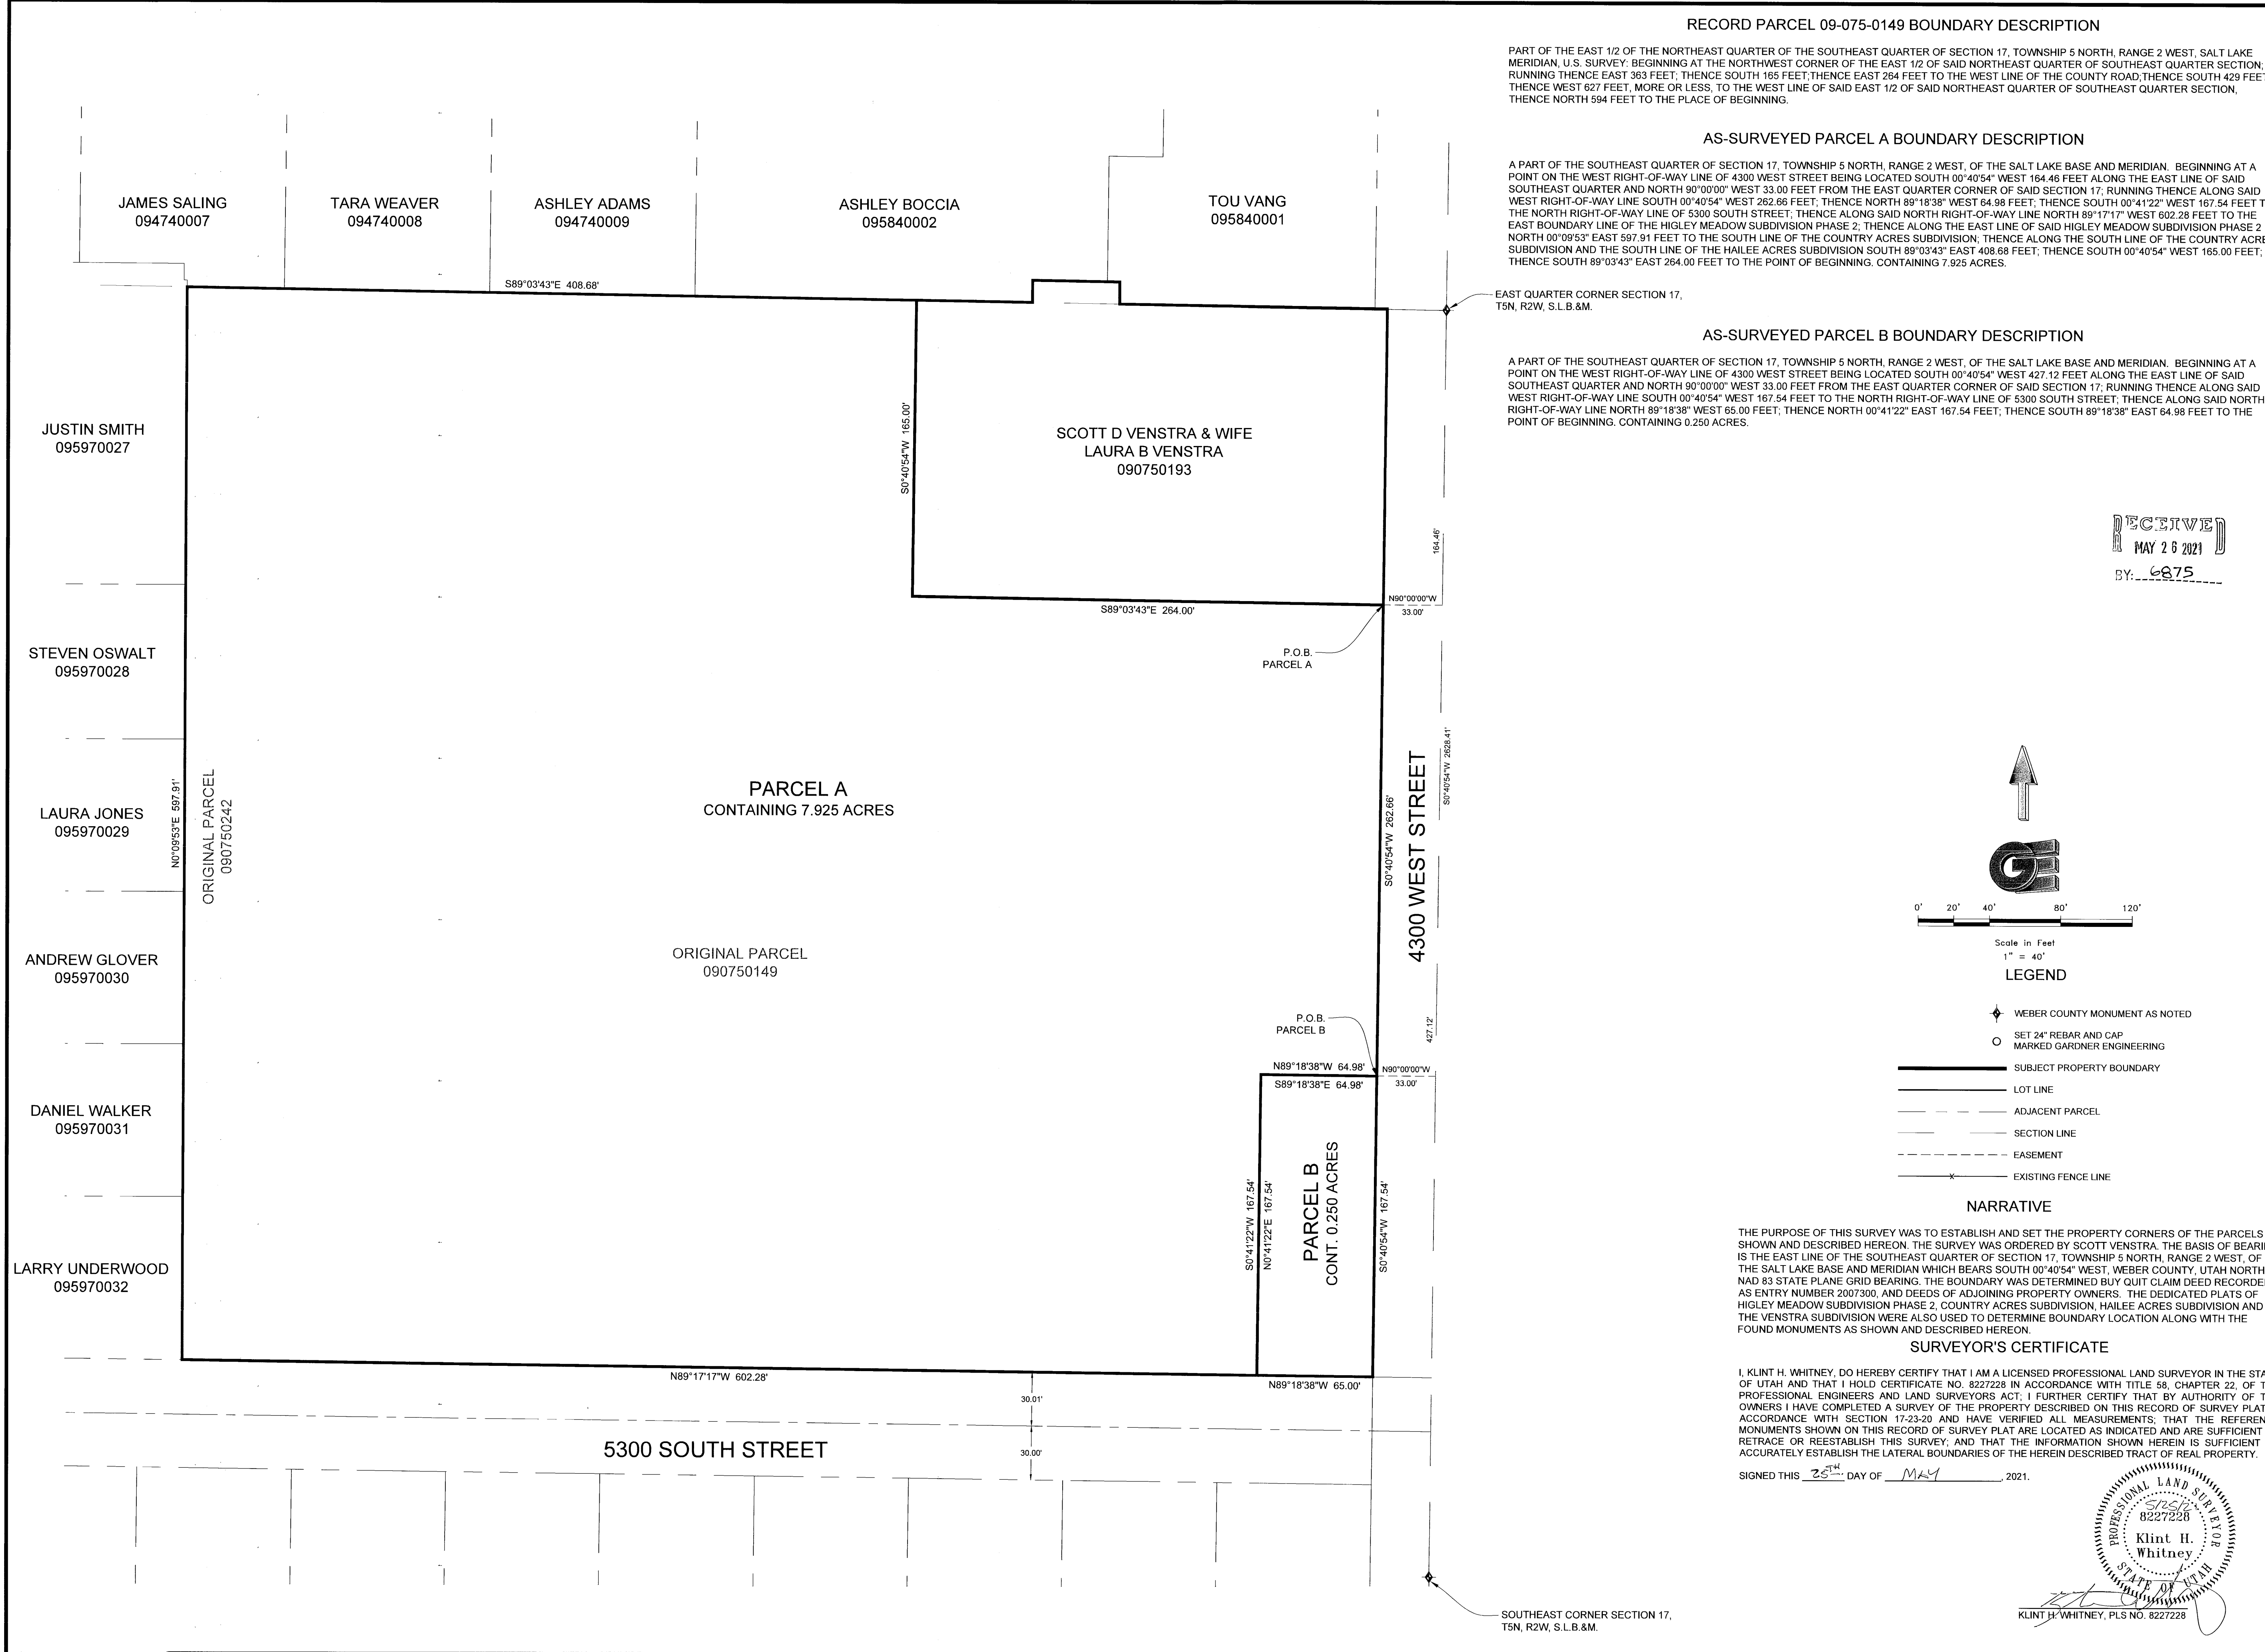 RECORD PARCEL 09-075-0149 BOUNDARY DESCRIPTION
PART OF THE EAST 1/2 OF THE NORTHEAST QUARTER OF THE SOUTHEAST QUARTER OF SECTION 17, TOWNSHIP 5 NORTH, RANGE 2 WEST, SALT LAKE
MERIDIAN, U.S. SURVEY: BEGINNING AT THE NORTHWEST CORNER OF THE EAST 1/2 OF SAID NORTHEAST QUARTER OF SOUTHEAST QUARTER SECTION;
RUNNING THENCE EAST 363 FEET; THENCE SOUTH 165 FEET;THENCE EAST 264 FEET TO THE WEST LINE OF THE COUNTY ROAD;THENCE SOUTH 429 FEET
THENCE WEST 627 FEET, MORE OR LESS, TO THE WEST LINE OF SAID EAST 1/2 OF SAID NORTHEAST QUARTER OF SOUTHEAST QUARTER SECTION,
THENCE NORTH 594 FEET TO THE PLACE OF BEGINNING.
AS-SURVEYED PARCEL A BOUNDARY DESCRIPTION
A PART OF THE SOUTHEAST QUARTER OF SECTION 17, TOWNSHIP 5 NORTH, RANGE 2 WEST, OF THE SALT LAKE BASE AND MERIDIAN. BEGINNING AT A
POINT ON THE WEST RIGHT-OF-WAY LINE OF 4300 WEST STREET BEING LOCATED SOUTH 00°40'54" WEST 164.46 FEET ALONG THE EAST LINE OF SAID
SOUTHEAST QUARTER AND NORTH 90°00'00" WEST 33.00 FEET FROM THE EAST QUARTER CORNER OF SAID SECTION 17; RUNNING THENCE ALONG SAID
WEST RIGHT-OF-WAY LINE SOUTH 00°40'54" WEST 262.66 FEET; THENCE NORTH 89°18'38" WEST 64.98 FEET; THENCE SOUTH 00°41'22" WEST 167.54 FEET T
THE NORTH RIGHT-OF-WAY LINE OF 5300 SOUTH STREET; THENCE ALONG SAID NORTH RIGHT-OF-WAY LINE NORTH 89°17'17" WEST 602.28 FEET TO THE
EAST BOUNDARY LINE OF THE HIGLEY MEADOW SUBDIVISION PHASE 2; THENCE ALONG THE EAST LINE OF SAID HIGLEY MEADOW SUBDIVISION PHASE 2
NORTH 00°09'53" EAST 597.91 FEET TO THE SOUTH LINE OF THE COUNTRY ACRES SUBDIVISION; THENCE ALONG THE SOUTH LINE OF THE COUNTRY ACRE
SUBDIVISION AND THE SOUTH LINE OF THE HAILEE ACRES SUBDIVISION SOUTH 89°03'43" EAST 408.68 FEET; THENCE SOUTH 00°40'54" WEST 165.00 FEET;
THENCE SOUTH 89°03'43" EAST 264.00 FEET TO THE POINT OF BEGINNING. CONTAINING 7.925 ACRES.
EAST QUARTER CORNER SECTION 17,
T5N, R2W, S.L.B.&M.
AS-SURVEYED PARCEL B BOUNDARY DESCRIPTION
A PART OF THE SOUTHEAST QUARTER OF SECTION 17, TOWNSHIP 5 NORTH, RANGE 2 WEST, OF THE SALT LAKE BASE AND MERIDIAN. BEGINNING AT A
POINT ON THE WEST RIGHT-OF-WAY LINE OF 4300 WEST STREET BEING LOCATED SOUTH 00°40'54" WEST 427.12 FEET ALONG THE EAST LINE OF SAID
SOUTHEAST QUARTER AND NORTH 90°00'00" WEST 33.00 FEET FROM THE EAST QUARTER CORNER OF SAID SECTION 17; RUNNING THENCE ALONG SAID
WEST RIGHT-OF-WAY LINE SOUTH 00°40'54" WEST 167.54 FEET TO THE NORTH RIGHT-OF-WAY LINE OF 5300 SOUTH STREET; THENCE ALONG SAID NORTH
RIGHT-OF-WAY LINE NORTH 89°18'38" WEST 65.00 FEET; THENCE NORTH 00°41'22" EAST 167.54 FEET; THENCE SOUTH 89°18'38" EAST 64.98 FEET TO THE
POINT OF BEGINNING. CONTAINING 0.250 ACRES.
RECEIVED
MAY 26 2021
BY: 6875
JAMES SALING
094740007
TARA WEAVER
094740008
ASHLEY ADAMS
094740009
ASHLEY BOCCIA
095840002
TOU VANG
095840001
S89°03'43"E 408.68'
JUSTIN SMITH
095970027
S0°40'54"W 165.00'
SCOTT D VENSTRA & WIFE
LAURA B VENSTRA
090750193
164.46'
S89°03'43"E 264.00'
N90°00'00"W
33.00'
P.O.B.
PARCEL A
STEVEN OSWALT
095970028
LAURA JONES
095970029
N0°09'53"E 597.91'
ORIGINAL PARCEL
090750242
PARCEL A
CONTAINING 7.925 ACRES
S0°40'54"W 262.66'
4300 WEST STREET
S0°40'54"W 2628.41'
ANDREW GLOVER
095970030
ORIGINAL PARCEL
090750149
P.O.B.
PARCEL B
427.12'
N89°18'38"W 64.98'
S89°18'38"E 64.98'
N90°00'00"W
33.00'
DANIEL WALKER
095970031
S0°41'22"W 167.54'
N0°41'22"E 167.54'
PARCEL B
CONT. 0.250 ACRES
S0°40'54"W 167.54'
LARRY UNDERWOOD
095970032
N89°17'17"W 602.28'
N89°18'38"W 65.00'
30.01'
5300 SOUTH STREET
30.00'
SOUTHEAST CORNER SECTION 17,
T5N, R2W, S.L.B.&M.
GE
0' 20' 40' 80' 120'
Scale in Feet
1" = 40'
LEGEND
WEBER COUNTY MONUMENT AS NOTED
SET 24" REBAR AND CAP
MARKED GARDNER ENGINEERING
SUBJECT PROPERTY BOUNDARY
LOT LINE
ADJACENT PARCEL
SECTION LINE
EASEMENT
X EXISTING FENCE LINE
NARRATIVE
THE PURPOSE OF THIS SURVEY WAS TO ESTABLISH AND SET THE PROPERTY CORNERS OF THE PARCELS
SHOWN AND DESCRIBED HEREON. THE SURVEY WAS ORDERED BY SCOTT VENSTRA. THE BASIS OF BEARI
IS THE EAST LINE OF THE SOUTHEAST QUARTER OF SECTION 17, TOWNSHIP 5 NORTH, RANGE 2 WEST, OF
THE SALT LAKE BASE AND MERIDIAN WHICH BEARS SOUTH 00°40'54" WEST, WEBER COUNTY, UTAH NORTH
NAD 83 STATE PLANE GRID BEARING. THE BOUNDARY WAS DETERMINED BUY QUIT CLAIM DEED RECORDE
AS ENTRY NUMBER 2007300, AND DEEDS OF ADJOINING PROPERTY OWNERS. THE DEDICATED PLATS OF
HIGLEY MEADOW SUBDIVISION PHASE 2, COUNTRY ACRES SUBDIVISION, HAILEE ACRES SUBDIVISION AND
THE VENSTRA SUBDIVISION WERE ALSO USED TO DETERMINE BOUNDARY LOCATION ALONG WITH THE
FOUND MONUMENTS AS SHOWN AND DESCRIBED HEREON.
SURVEYOR'S CERTIFICATE
I, KLINT H. WHITNEY, DO HEREBY CERTIFY THAT I AM A LICENSED PROFESSIONAL LAND SURVEYOR IN THE STA
OF UTAH AND THAT I HOLD CERTIFICATE NO. 8227228 IN ACCORDANCE WITH TITLE 58, CHAPTER 22, OF T
PROFESSIONAL ENGINEERS AND LAND SURVEYORS ACT; I FURTHER CERTIFY THAT BY AUTHORITY OF T
OWNERS I HAVE COMPLETED A SURVEY OF THE PROPERTY DESCRIBED ON THIS RECORD OF SURVEY PLAT
ACCORDANCE WITH SECTION 17-23-20 AND HAVE VERIFIED ALL MEASUREMENTS; THAT THE REFEREN
MONUMENTS SHOWN ON THIS RECORD OF SURVEY PLAT ARE LOCATED AS INDICATED AND ARE SUFFICIENT
RETRACE OR REESTABLISH THIS SURVEY; AND THAT THE INFORMATION SHOWN HEREIN IS SUFFICIENT
ACCURATELY ESTABLISH THE LATERAL BOUNDARIES OF THE HEREIN DESCRIBED TRACT OF REAL PROPERTY.
SIGNED THIS 25TH DAY OF MAY, 2021.
PROFESSIONAL LAND SURVEYOR
5/25/2
8227228
Klint H.
Whitney
STATE OF UTAH
KLINT H. WHITNEY, PLS NO. 8227228